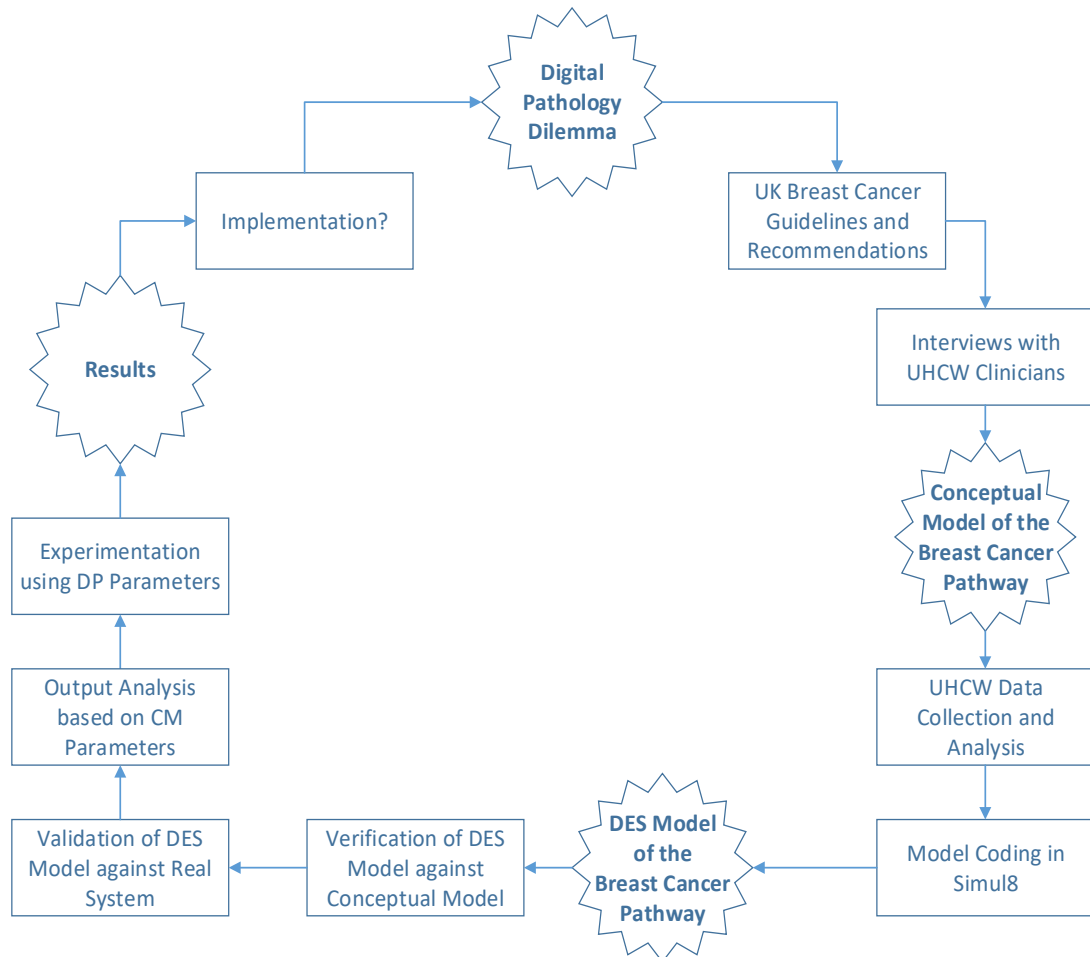 Digital
Pathology
Dilemma
UK Breast Cancer
Guidelines and
Recommendations
Interviews with
UHCW Clinicians
Conceptual
Model of the
Breast Cancer
Pathway
UHCW Data
Collection and
Analysis
Model Coding in
Simul8
DES Model
of the
Breast Cancer
Pathway
Verification of DES
Model against
Conceptual Model
Validation of DES
Model against Real
System
Output Analysis
based on CM
Parameters
Experimentation
using DP Parameters
Results
Implementation?